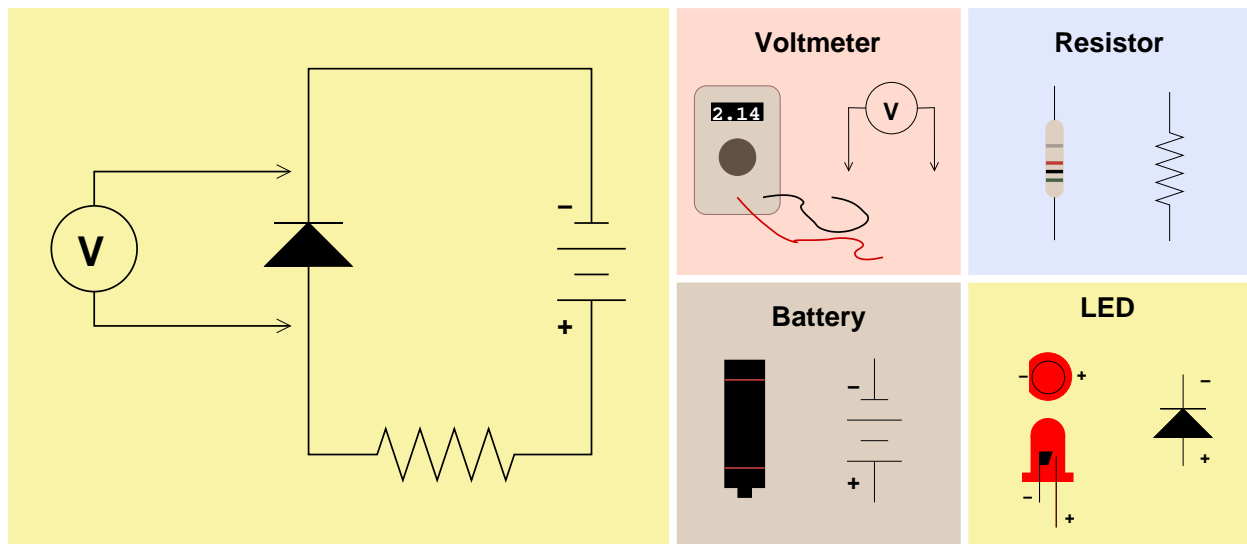 V
−
+
Voltmeter
2.14
V
Resistor
Battery
−
+
LED
− +
−
+
−
+